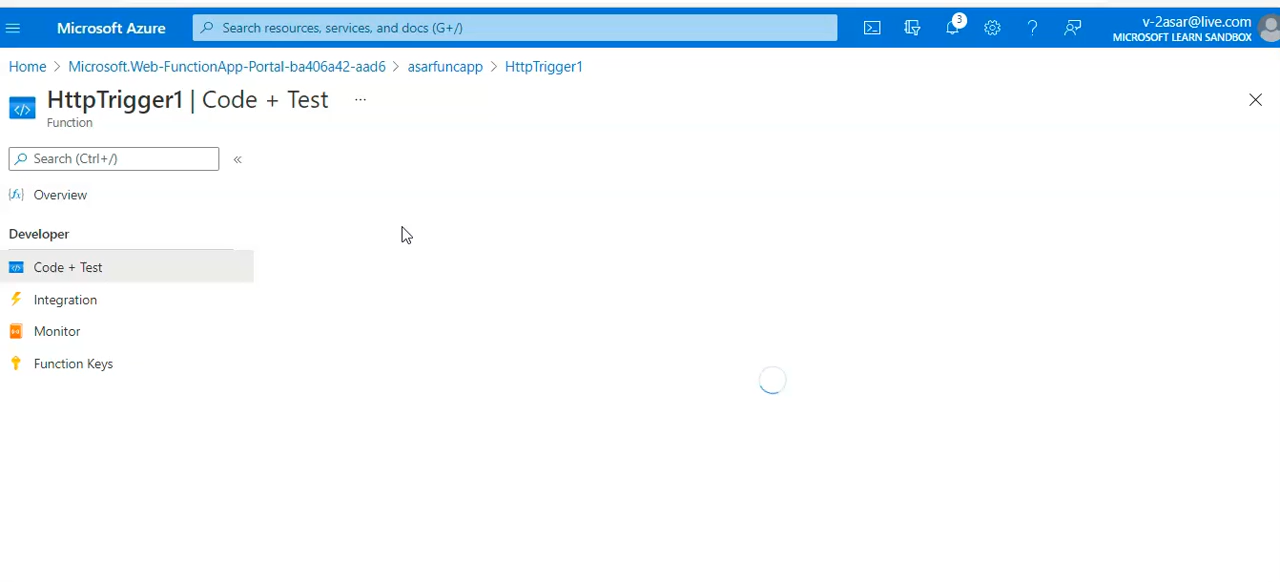 Microsoft Azure
Search resources, services, and docs (G+/)
3
v-2asar@live.com
MICROSOFT LEARN SANDBOX
Home > Microsoft.Web-FunctionApp-Portal-ba406a42-aad6 > asarfuncapp > HttpTrigger1
HttpTrigger1 | Code + Test ...
Function
Search (Ctrl+/)
Overview
Developer
Code + Test
Integration
Monitor
Function Keys